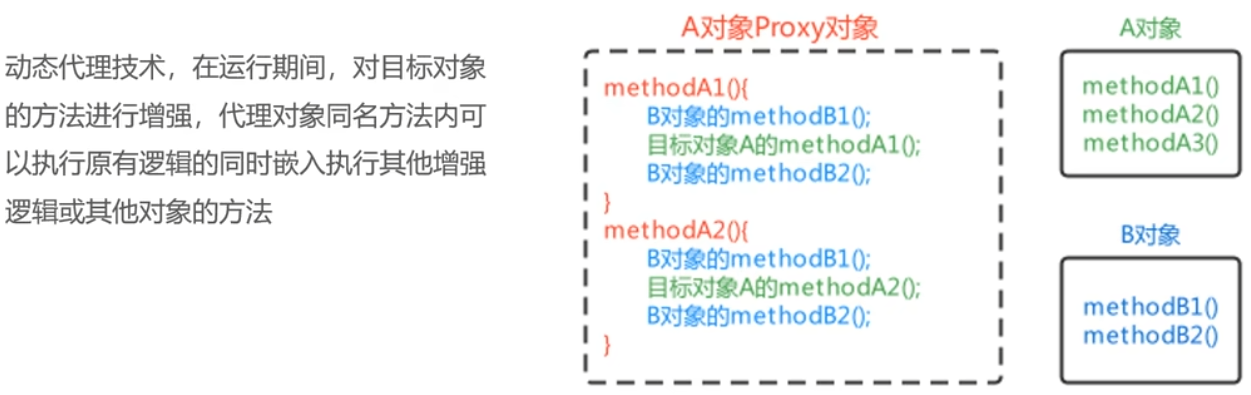 动态代理技术，在运行期间，对目标对象
的方法进行增强，代理对象同名方法内可
以执行原有逻辑的同时嵌入执行其他增强
逻辑或其他对象的方法
A对象Proxy对象
methodA1(){
B对象的methodB1();
目标对象A的methodA1();
B对象的methodB2();
}
methodA2(){
B对象的methodB1();
目标对象A的methodA2();
B对象的methodB2();
}
A对象
methodA1()
methodA2()
methodA3()
B对象
methodB1()
methodB2()